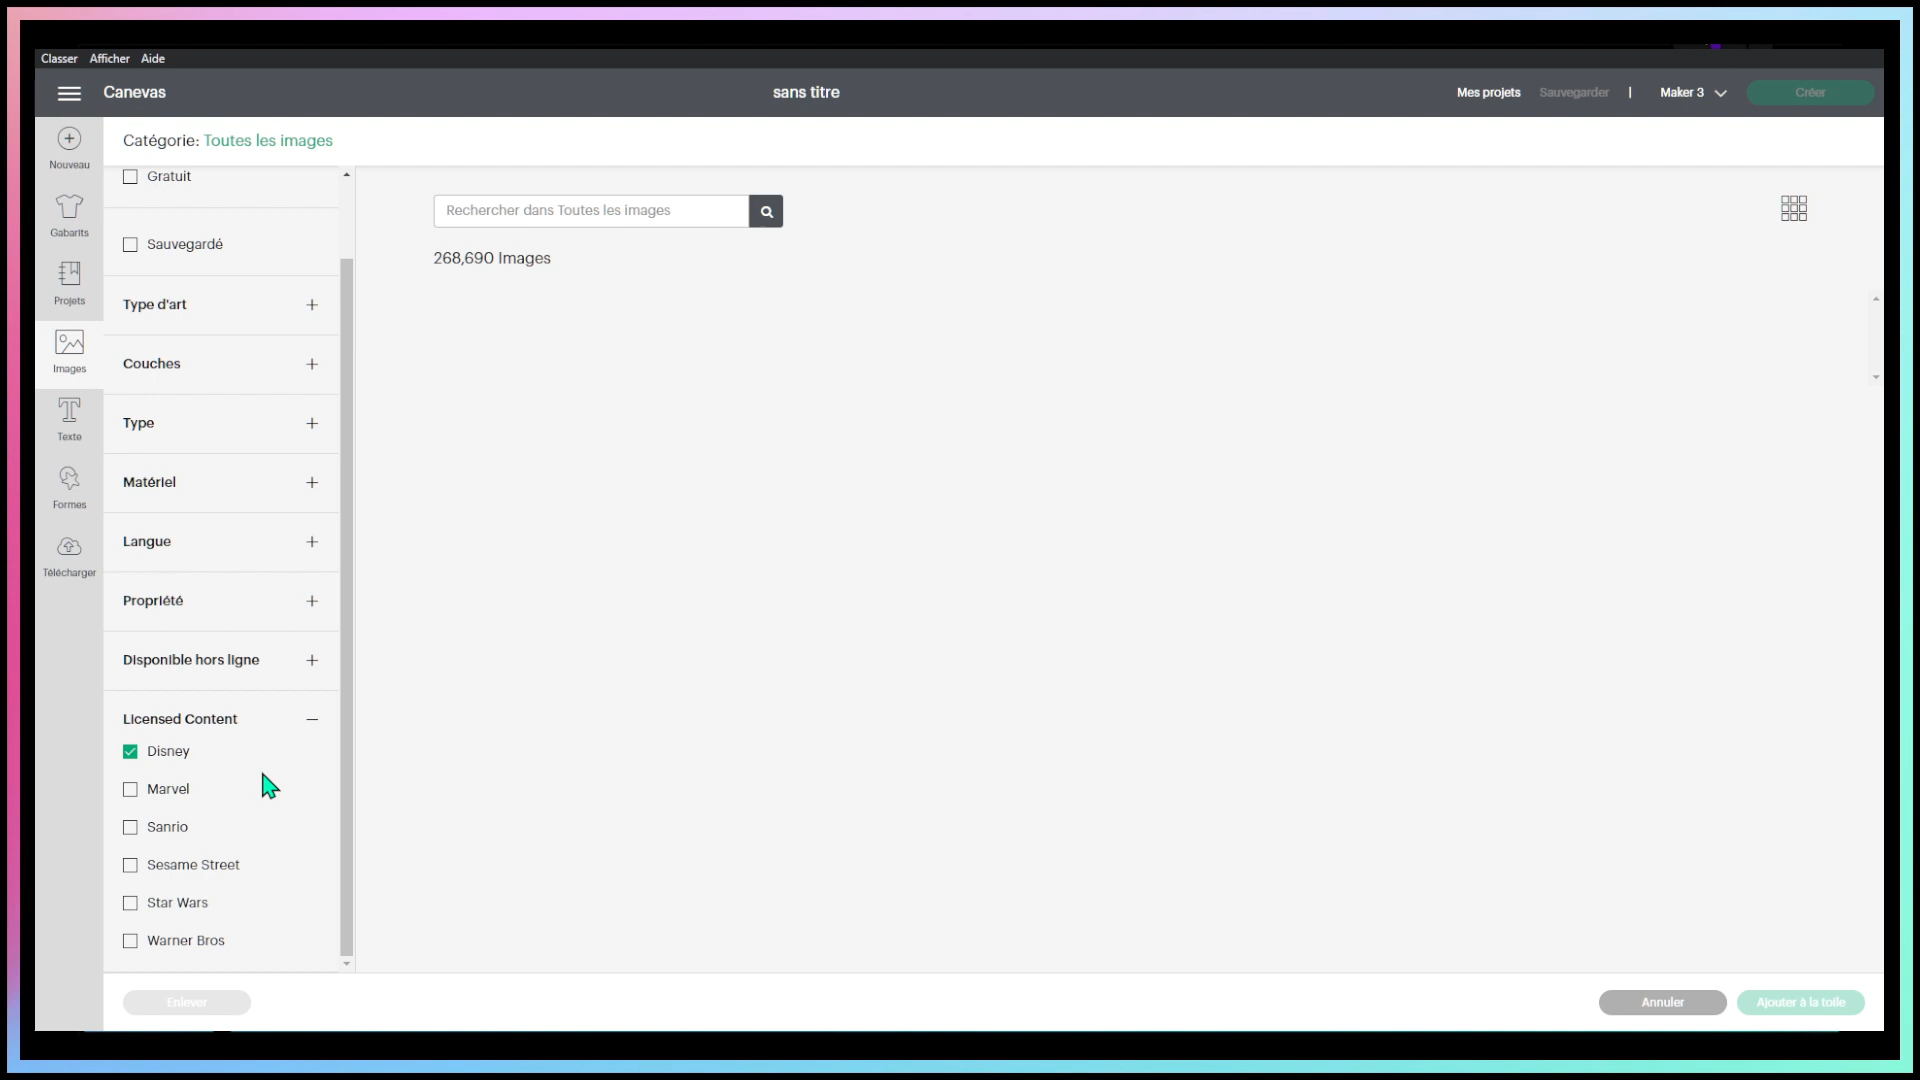 Classer Afficher Aide
Canevas
sans titre
Mes projets Sauvegarder | Maker 3 Créer
Nouveau
Gabarits
Projets
Images
Texte
Formes
Télécharger
Catégorie: Toutes les images
Gratuit
Sauvegardé
Type d'art
Couches
Type
Matériel
Langue
Propriété
Disponible hors ligne
Licensed Content
Disney
Marvel
Sanrio
Sesame Street
Star Wars
Warner Bros
Rechercher dans Toutes les images
268,690 Images
Enlever
Annuler
Ajouter à la toile